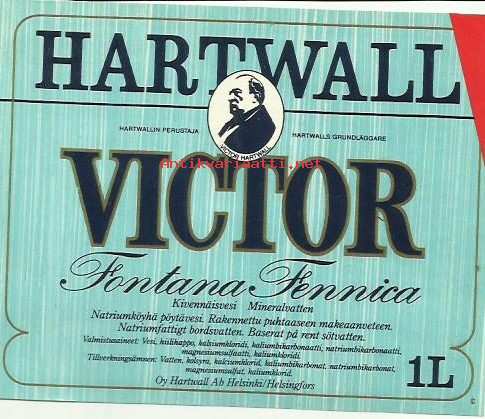 HARTWALL
HARTWALLIN PERUSTAJA
VICTOR HARTWALL
HARTWALLS GRUNDLÄGGARE
Antikvariaatti.net
VICTOR
Fontana Fennica
Kivennäisvesi Mineralvatten
Natriumköyhä pöytävesi. Rakennettu puhtaaseen makeaanveteen.
Natriumfattigt bordsvatten. Baserat på rent sötvatten.
Valmistusaineet: Vesi, hiilihappo, kalsiumkloridi, kaliumbikarbonaatti, natriumbikarbonaatti,
magnesiumsulfaatti, kaliumkloridi.
Tillverkningsämnen: Vatten, kolsyra, kalciumklorid, kaliumbikarbonat, natriumbikarbonat,
magnesiumsulfat, kaliumklorid.
Oy Hartwall Ab Helsinki/Helsingfors
1L